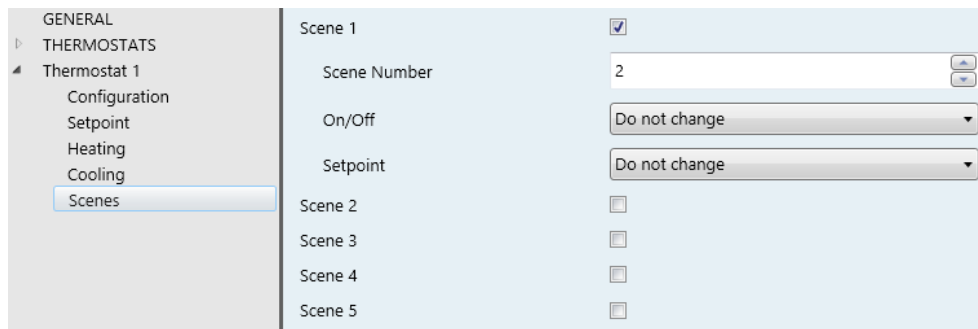 GENERAL
THERMOSTATS
Thermostat 1
Configuration
Setpoint
Heating
Cooling
Scenes
Scene 1
Scene Number 2
On/Off Do not change
Setpoint Do not change
Scene 2
Scene 3
Scene 4
Scene 5